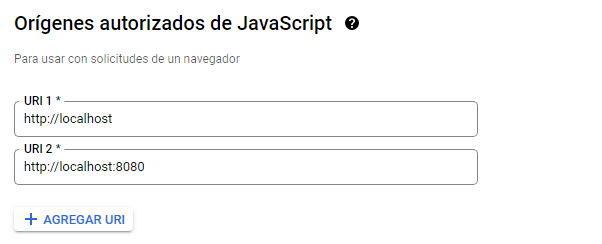 Orígenes autorizados de JavaScript ?
Para usar con solicitudes de un navegador
URI 1 *
http://localhost
URI 2 *
http://localhost:8080
+ AGREGAR URI